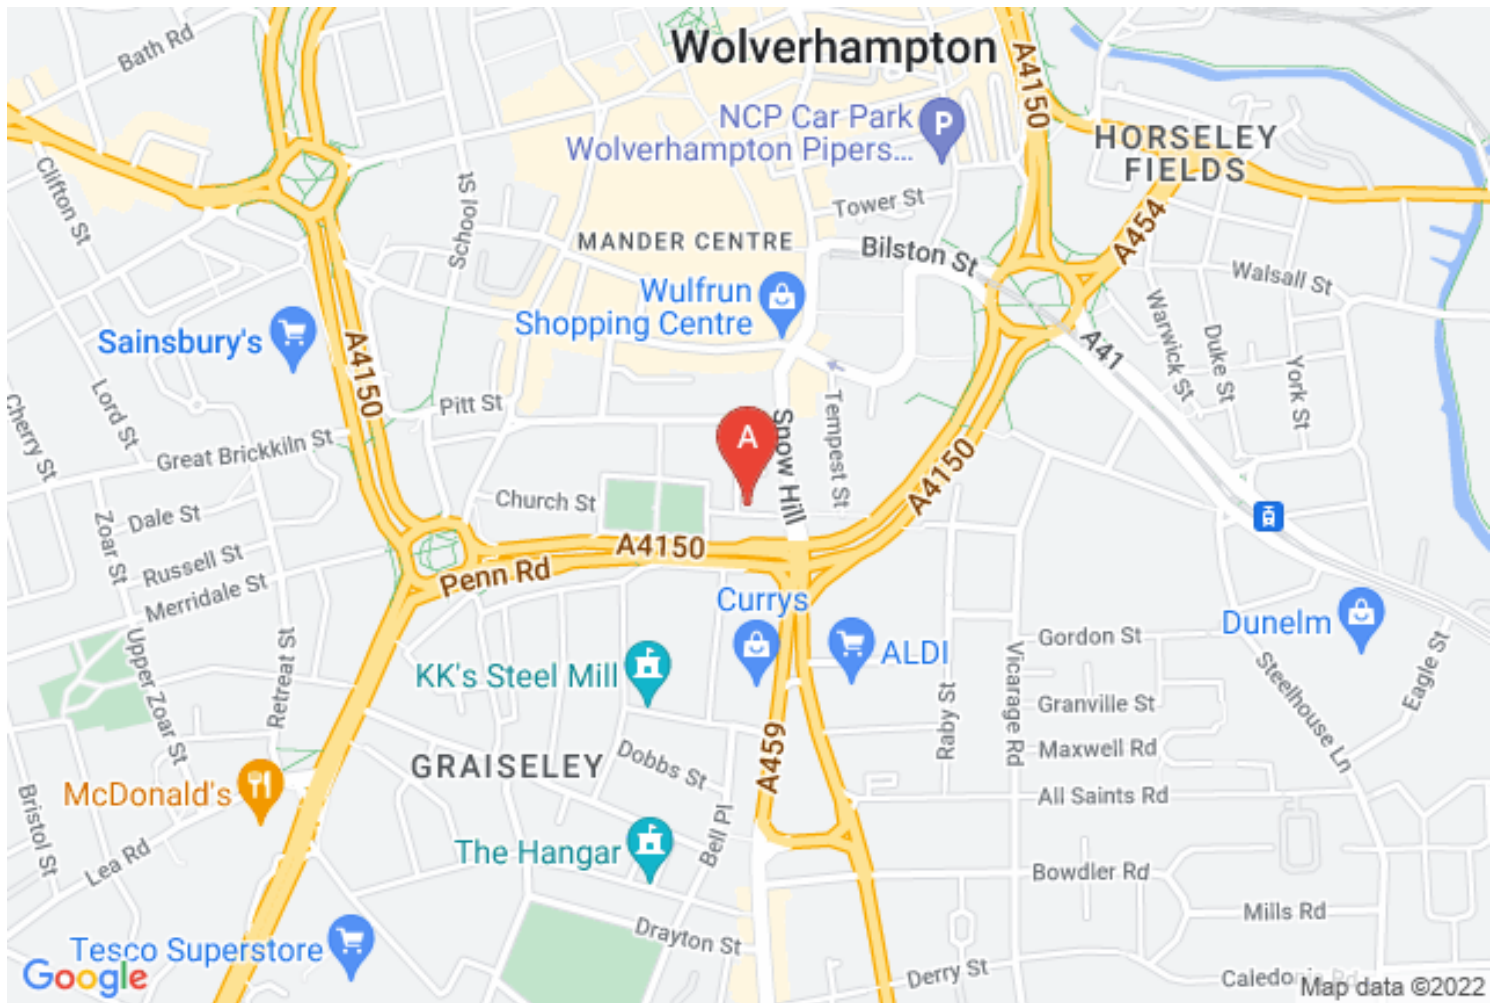 Bath Rd
Wolverhampton
A4150
NCP Car Park
Wolverhampton Pipers...
HORSELEY
FIELDS
Clifton St
School St
Tower St
MANDER CENTRE
Bilston St
A454
Walsall St
Wulfrun
Shopping Centre
Sainsbury's
A4150
A41
Warwick St
Duke St
York St
Lord St
Cherry St
Pitt St
Great Brickkiln St
A
Snow Hill
Tempest St
A4150
Church St
Zoar St
Dale St
Russell St
Merridale St
A4150
Penn Rd
Currys
Dunelm
ALDI
Gordon St
Eagle St
KK's Steel Mill
Upper Zoar St
Retreat St
Raby St
Vicarage Rd
Granville St
Steelhouse Ln
Maxwell Rd
A459
GRAISELEY
Dobbs St
McDonald's
All Saints Rd
Bristol St
Lea Rd
Bell Pl
The Hangar
Bowdler Rd
Mills Rd
Drayton St
Tesco Superstore
Derry St
Caledonia Rd
Google
Map data ©2022